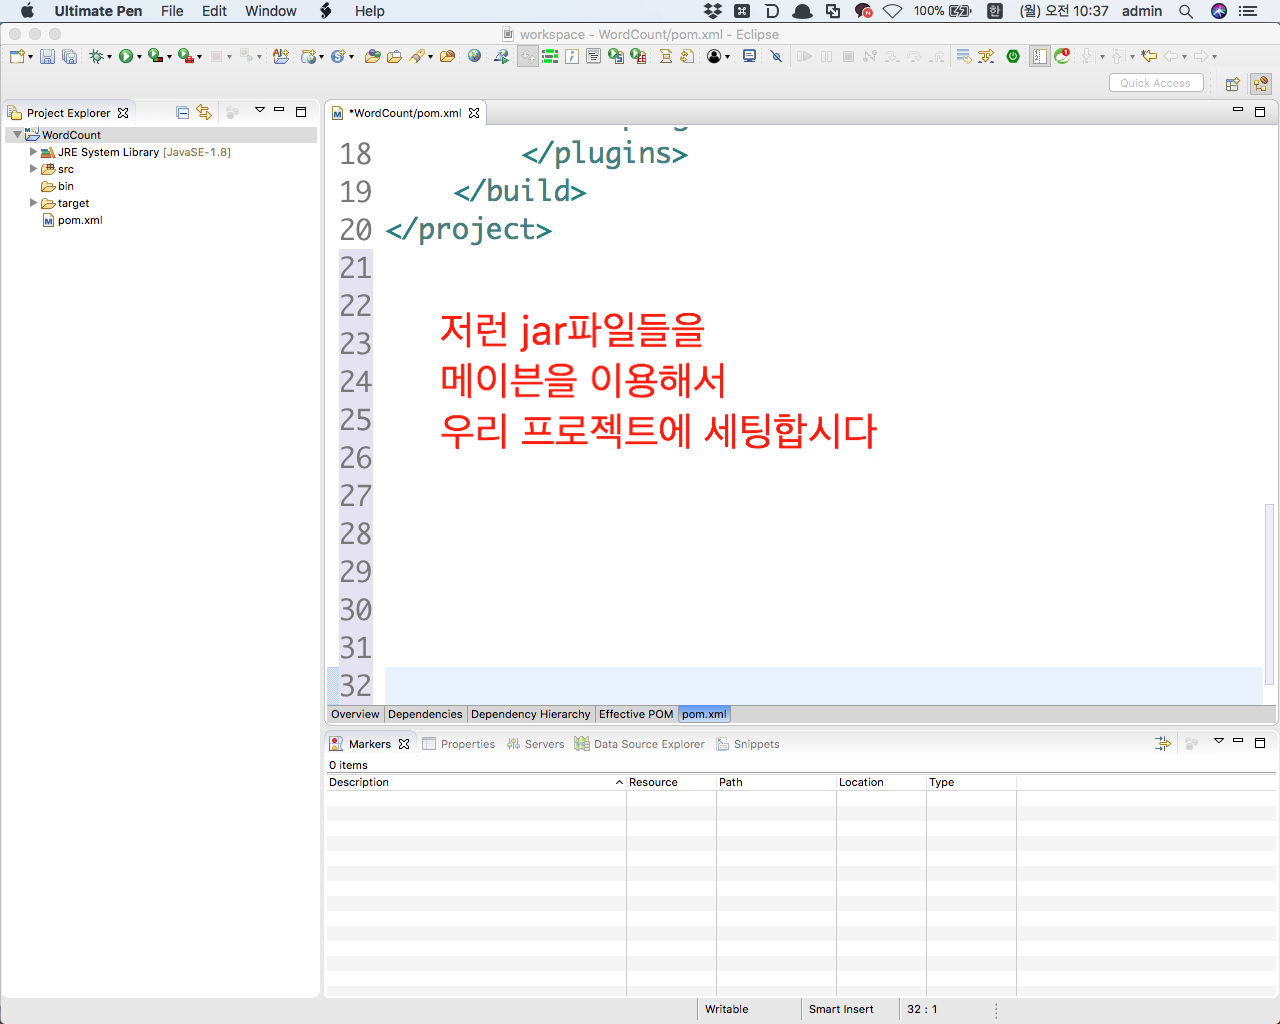 Ultimate Pen File Edit Window Help 100% 한 (월) 오전 10:37 admin
workspace - WordCount/pom.xml - Eclipse
Quick Access
Project Explorer
WordCount
JRE System Library [JavaSE-1.8]
src
bin
target
pom.xml
*WordCount/pom.xml
18 </plugins>
19 </build>
20 </project>
21
22
23
24
25
26
27
28
29
30
31
32
저런 jar파일들을
메이븐을 이용해서
우리 프로젝트에 세팅합시다
Overview Dependencies Dependency Hierarchy Effective POM pom.xml
Markers Properties Servers Data Source Explorer Snippets
0 items
Description Resource Path Location Type
Writable Smart Insert 32 : 1